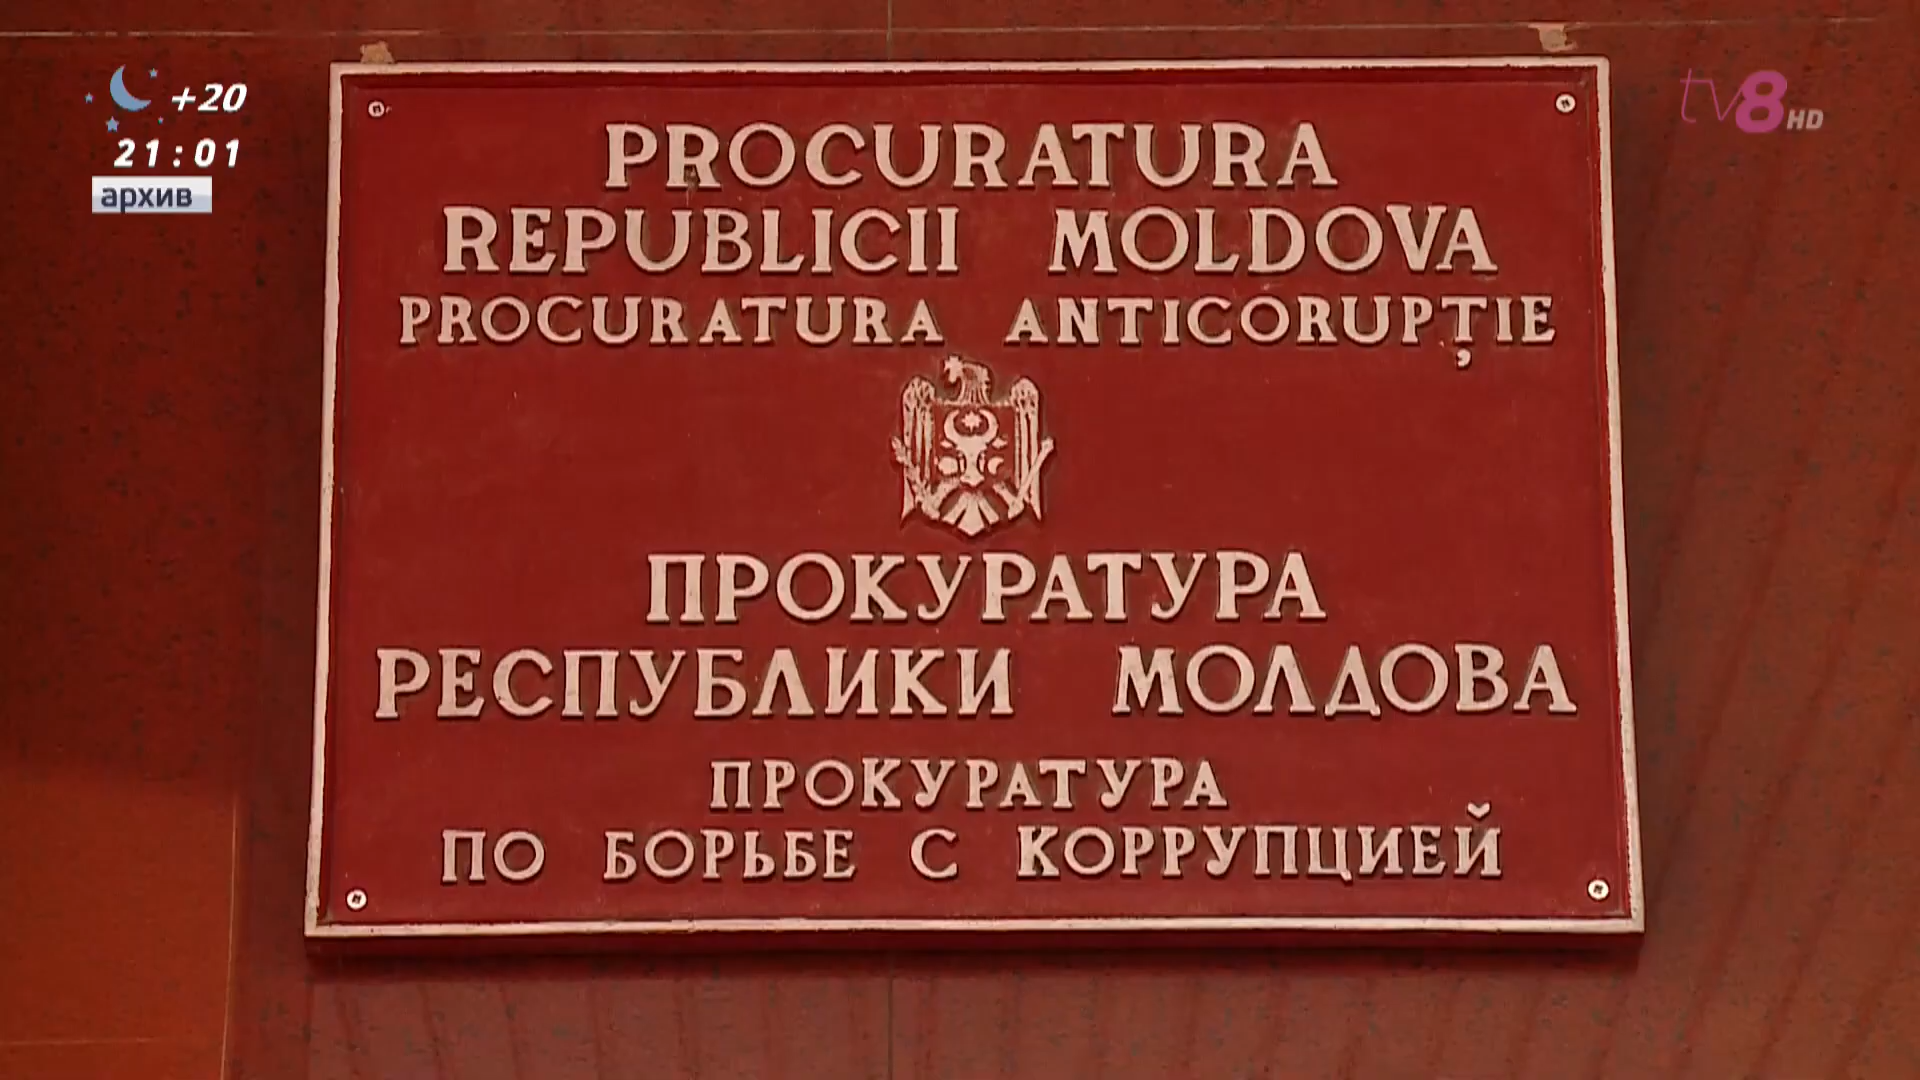 +20
21:01
архив
tv8 HD
PROCURATURA
REPUBLICII MOLDOVA
PROCURATURA ANTICORUPȚIE
ПРОКУРАТУРА
РЕСПУБЛИКИ МОЛДОВА
ПРОКУРАТУРА
ПО БОРЬБЕ С КОРРУПЦИЕЙ